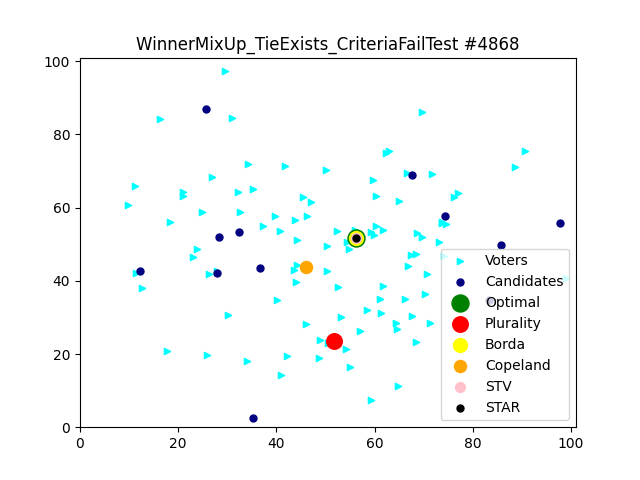 WinnerMixUp_TieExists_CriteriaFailTest #4868
100
80
60
40
20
0
0 20 40 60 80 100
Voters
Candidates
Optimal
Plurality
Borda
Copeland
STV
STAR